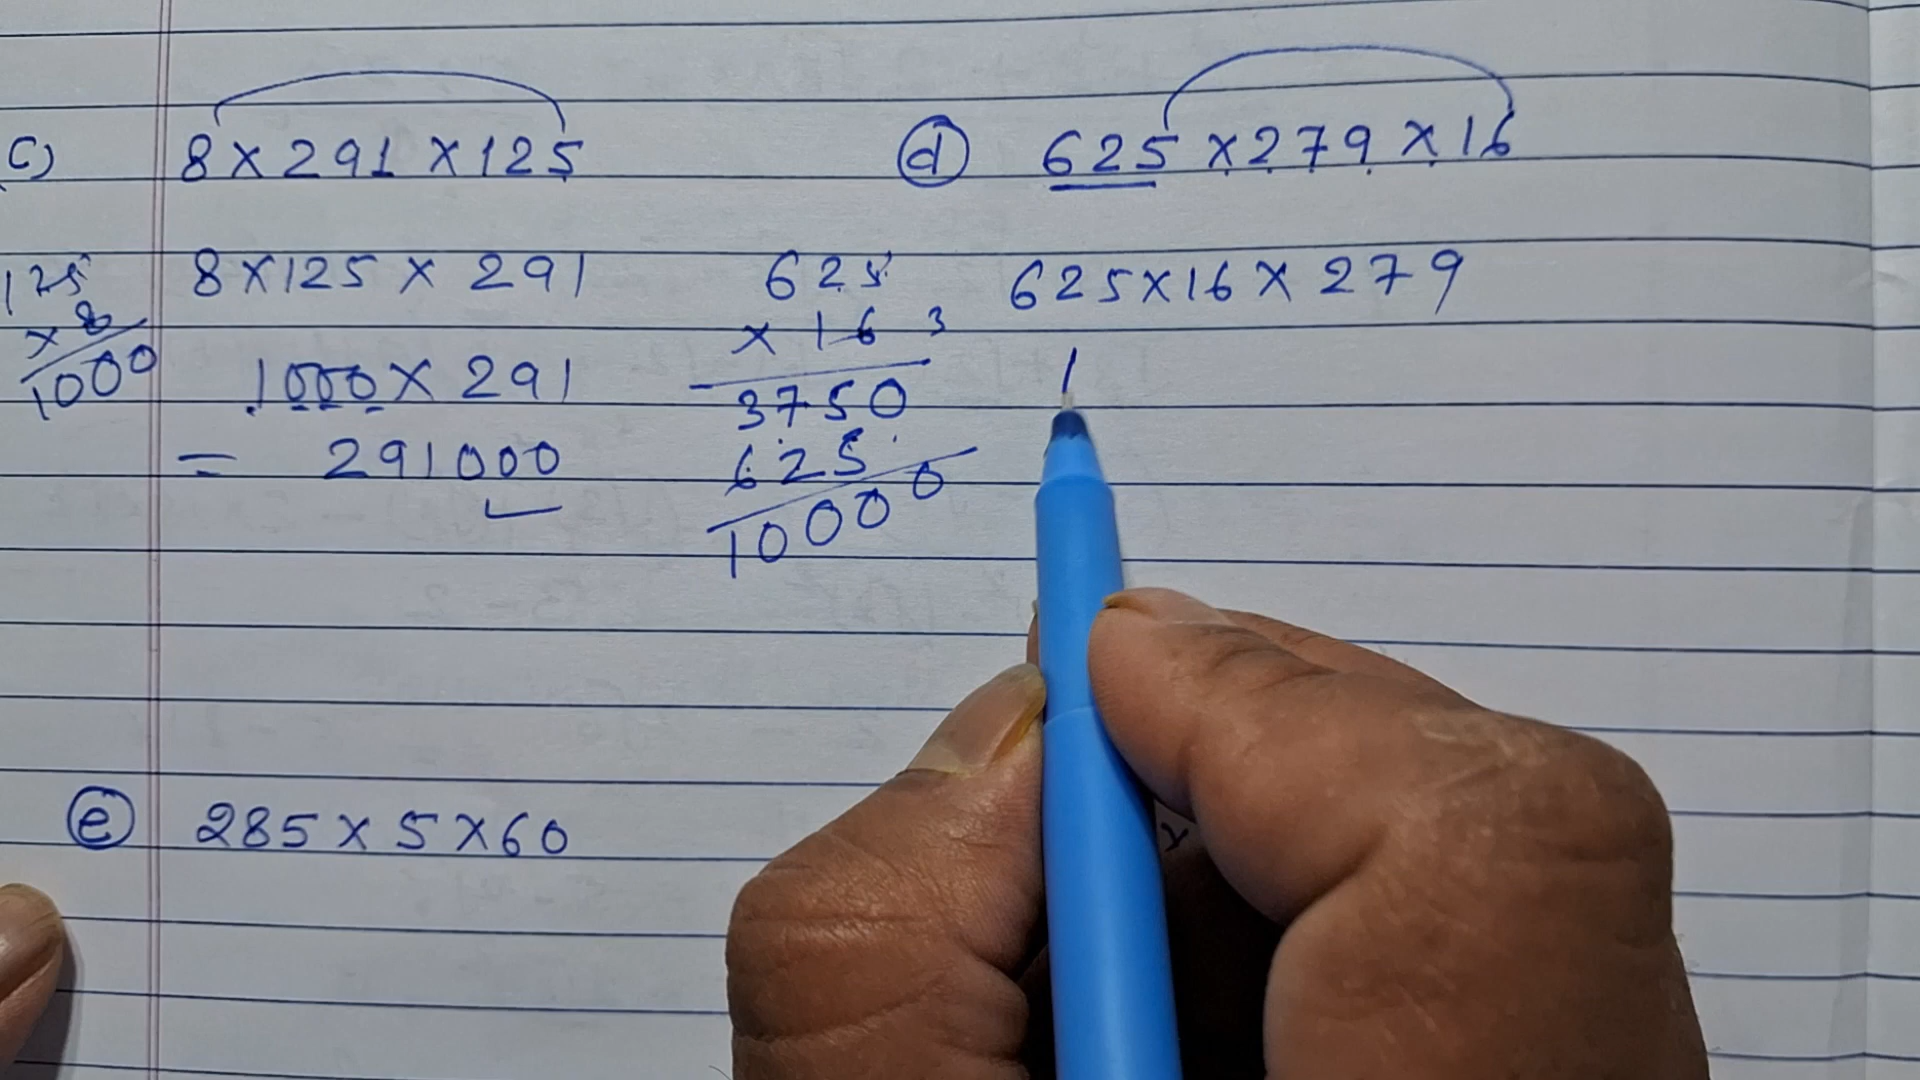 c) 8 × 291 × 125
8 × 125 × 291
125
× 8
1000
1000 × 291
= 291000
d 625 × 279 × 16
625 × 16 × 279
625
× 16 3
3750
625
10000
1
e 285 × 5 × 60